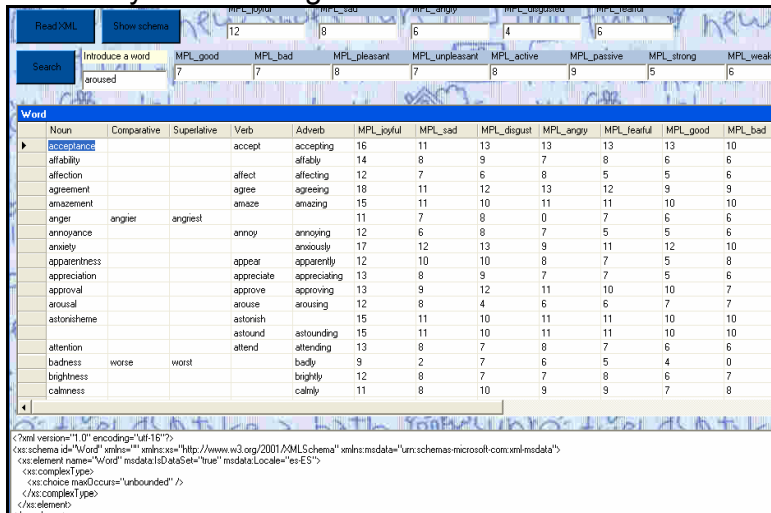 Read XML Show schema MPL_joyful MPL_sad MPL_angry MPL_disgusted MPL_fearful
12 8 6 4 6
Search Introduce a word MPL_good MPL_bad MPL_pleasant MPL_unpleasant MPL_active MPL_passive MPL_strong MPL_weak
aroused 7 7 8 7 8 9 5 6
Word
Noun Comparative Superlative Verb Adverb MPL_joyful MPL_sad MPL_disgust MPL_angry MPL_fearful MPL_good MPL_bad
acceptance accept accepting 16 11 13 13 13 13 10
affability affably 14 8 9 7 8 6 6
affection affect affecting 12 7 6 8 5 5 6
agreement agree agreeing 18 11 12 13 12 9 9
amazement amaze amazing 15 11 10 11 11 10 10
anger angrier angriest 11 7 8 0 7 6 6
annoyance annoy annoying 12 6 8 7 5 5 6
anxiety anxiously 17 12 13 9 11 12 10
apparentness appear apparently 12 10 10 8 7 5 8
appreciation appreciate appreciating 13 8 9 7 7 5 6
approval approve approving 13 9 12 11 10 10 7
arousal arouse arousing 12 8 4 6 6 7 7
astonisheme astonish 15 11 10 11 11 10 10
astound astounding 15 11 10 11 11 10 10
attention attend attending 13 8 7 8 7 6 6
badness worse worst badly 9 2 7 6 5 4 0
brightness brightly 12 8 7 7 8 6 7
calmness calmly 11 8 10 9 9 7 8
<?xml version="1.0" encoding="utf-16"?>
<xs:schema id="Word" xmlns="" xmlns:xs="http://www.w3.org/2001/XMLSchema" xmlns:msdata="urn:schemas-microsoft-com:xml-msdata">
<xs:element name="Word" msdata:IsDataSet="true" msdata:Locale="es-ES">
<xs:complexType>
<xs:choice maxOccurs="unbounded" />
</xs:complexType>
</xs:element>